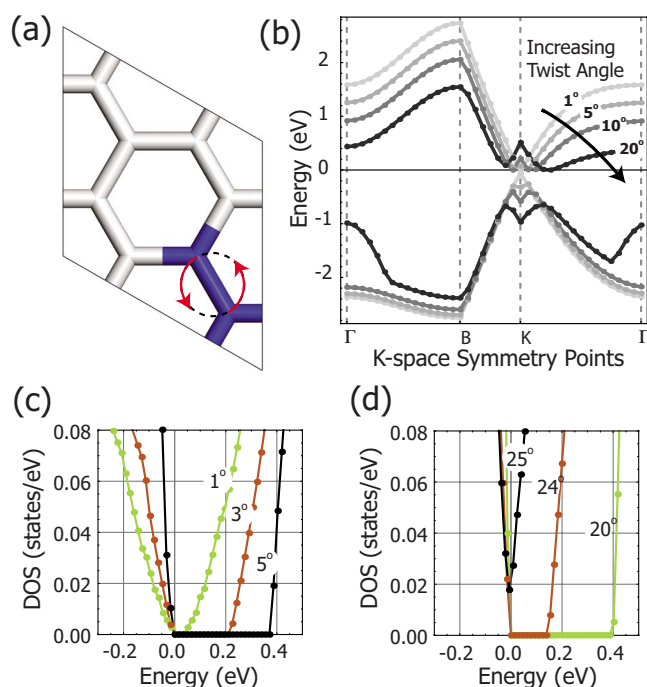 (a)
(b)
Energy (eV)
2
1
0
-1
-2
Increasing
Twist Angle
1°
5°
10°
20°
Γ
B
K
Γ
K-space Symmetry Points
(c)
DOS (states/eV)
0.08
0.06
0.04
0.02
0.00
1°
3°
5°
-0.2
0.0
0.2
0.4
Energy (eV)
(d)
DOS (states/eV)
0.08
0.06
0.04
0.02
0.00
25°
24°
20°
-0.2
0.0
0.2
0.4
Energy (eV)